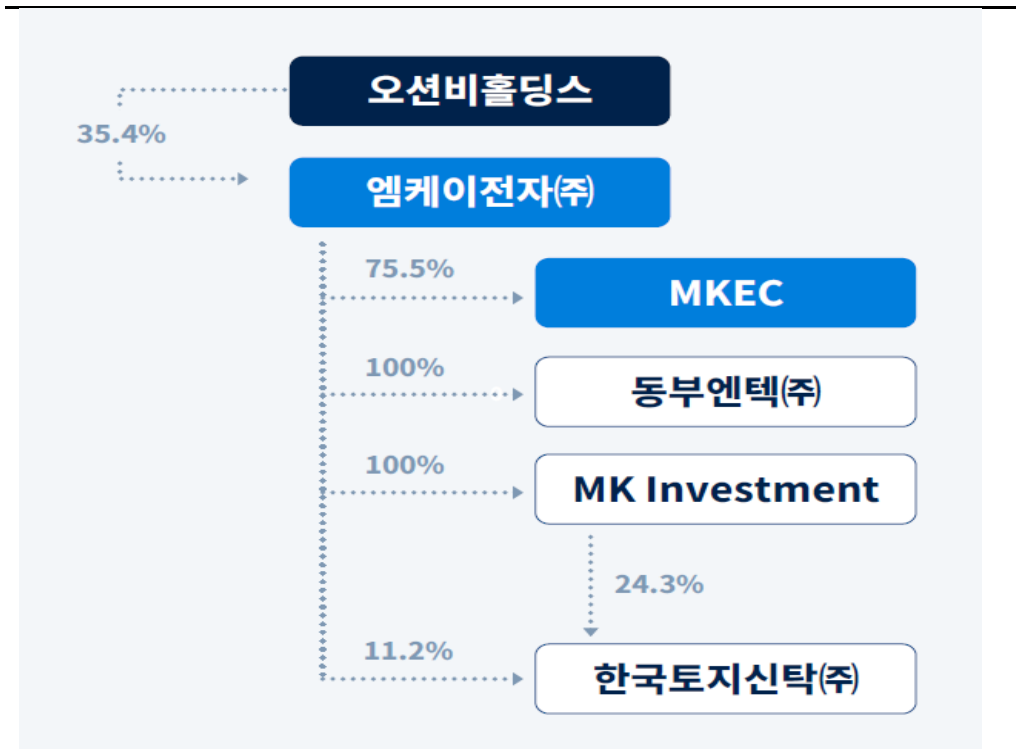 오션비홀딩스
35.4%
엠케이전자㈜
75.5%
MKEC
100%
동부엔텍㈜
100%
MK Investment
24.3%
11.2%
한국토지신탁㈜